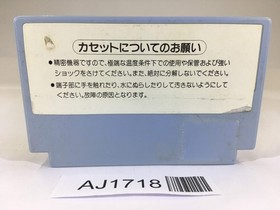 カセットについてのお願い
●精密機器ですので、極端な温度条件下での使用や保管および強い
ショックをさけてください。また、絶対に分解しないでください。
●端子部に手を触れたり、水にぬらしたりして汚さないようにして
ください。故障の原因となります。
AJ1718